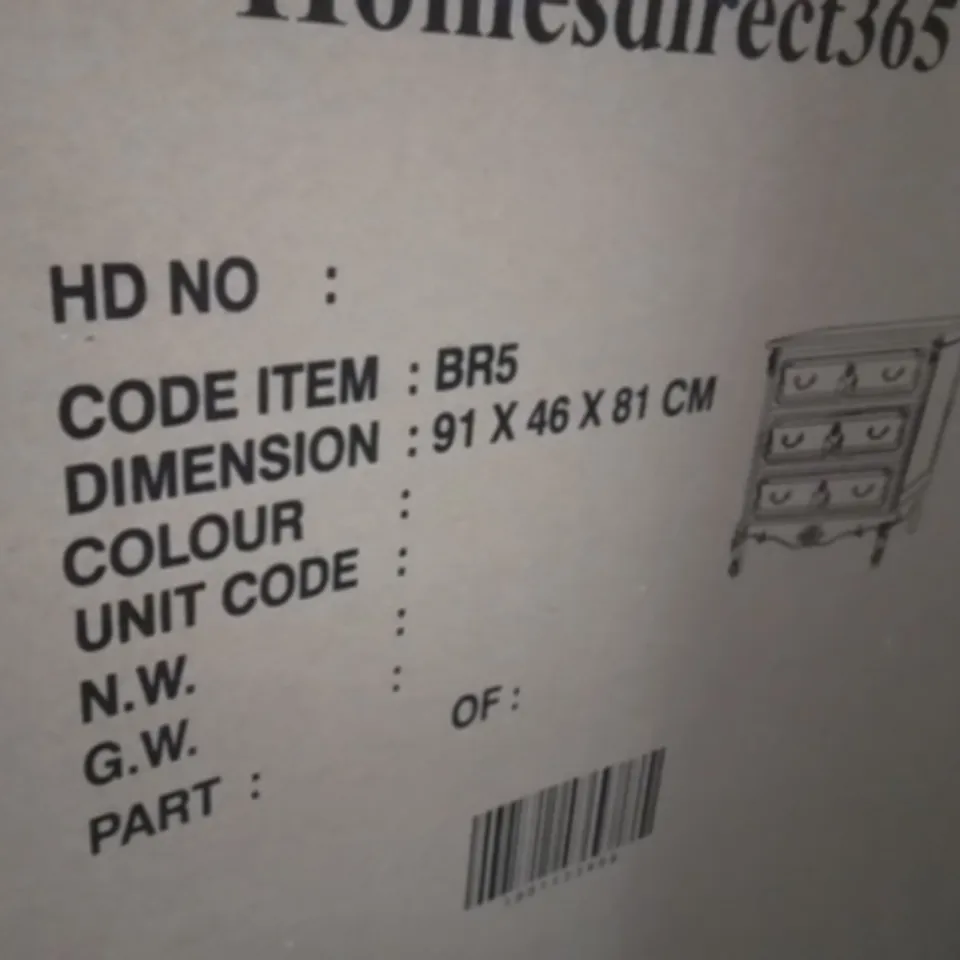 Homesdirect365
HD NO :
CODE ITEM : BR5
DIMENSION : 91 X 46 X 81 CM
COLOUR :
UNIT CODE :
N.W. :
G.W. :
PART : OF :